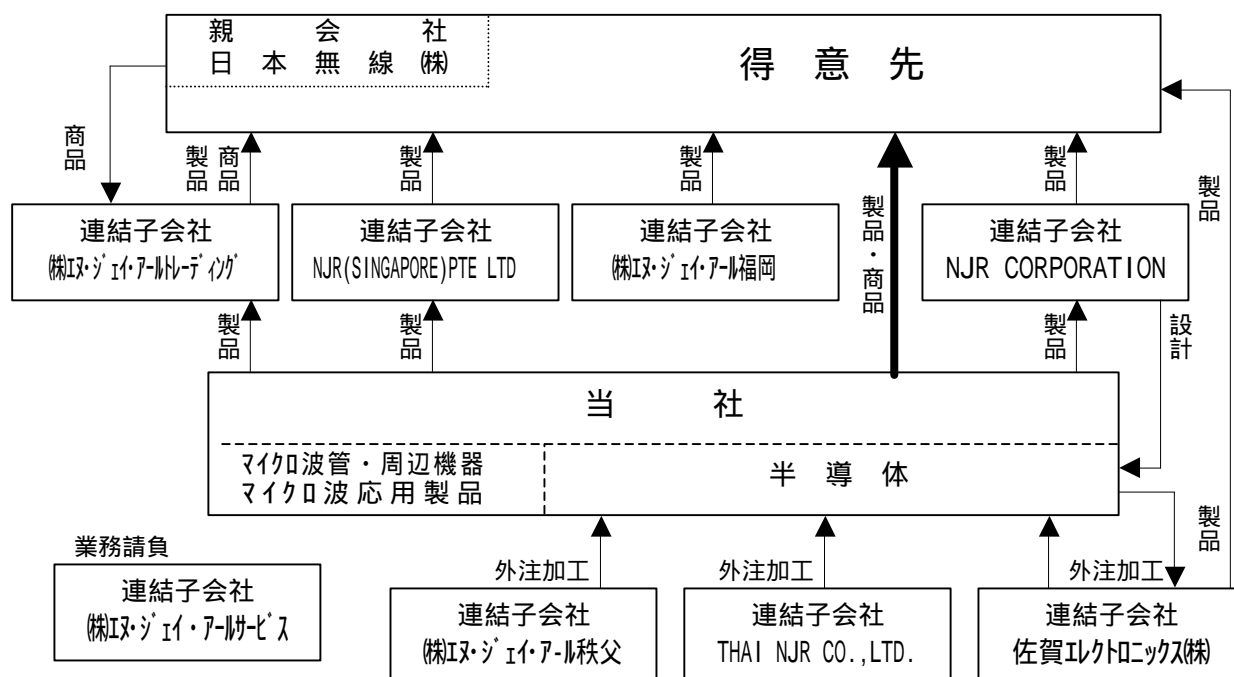 親会社
日本無線㈱
得意先
商品
製品
商品
製品
製品
製品・商品
製品
製品
連結子会社
㈱エヌ・ジェイ・アールトレーディング
連結子会社
NJR(SINGAPORE)PTE LTD
連結子会社
㈱エヌ・ジェイ・アール福岡
連結子会社
NJR CORPORATION
製品
製品
製品
設計
当社
マイクロ波管・周辺機器
マイクロ波応用製品
半導体
製品
業務請負
外注加工
外注加工
外注加工
連結子会社
㈱エヌ・ジェイ・アールサービス
連結子会社
㈱エヌ・ジェイ・アール秩父
連結子会社
THAI NJR CO.,LTD.
連結子会社
佐賀エレクトロニックス㈱